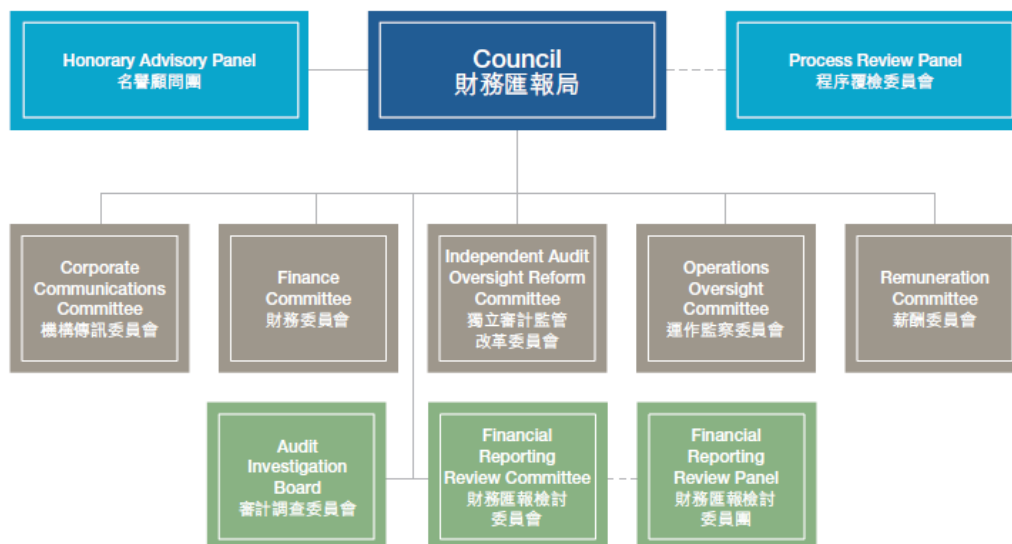 Honorary Advisory Panel
名譽顧問團
Council
財務匯報局
Process Review Panel
程序覆檢委員會
Corporate
Communications
Committee
機構傳訊委員會
Finance
Committee
財務委員會
Independent Audit
Oversight Reform
Committee
獨立審計監管
改革委員會
Operations
Oversight
Committee
運作監察委員會
Remuneration
Committee
薪酬委員會
Audit
Investigation
Board
審計調查委員會
Financial
Reporting
Review Committee
財務匯報檢討
委員會
Financial
Reporting
Review Panel
財務匯報檢討
委員團